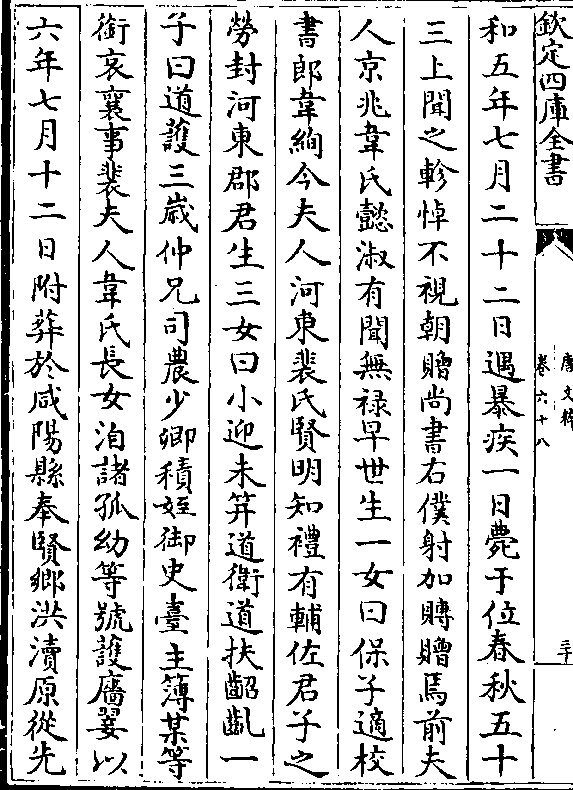 欽定四庫全書
唐文粹
卷六十八
三十
和五年七月二十二日遇暴疾一日薨于位春秋五十
三上聞之軫悼不視朝贈尚書右僕射加賻贈焉前夫
人京兆韋氏懿淑有聞無禄早世生一女曰保子適校
書郎韋絢今夫人河東裴氏賢明知禮有輔佐君子之
勞封河東郡君生三女曰小迎未笄道衛道扶齠齓一
子曰道護三歳仲兄司農少卿積姪御史臺主簿某等
銜哀襄事裴夫人韋氏長女洎諸孤幼等號護廞翣以
六年七月十二日附葬於咸陽縣奉賢鄉洪瀆原從先